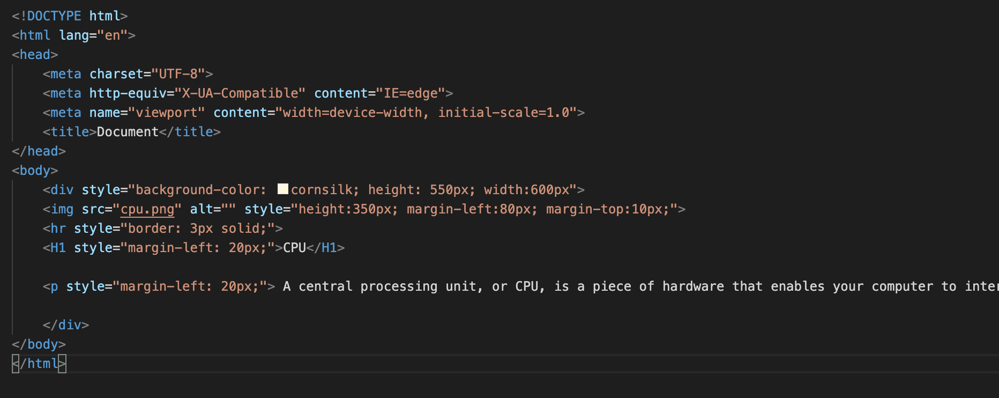 <!DOCTYPE html>
<html lang="en">
<head>
    <meta charset="UTF-8">
    <meta http-equiv="X-UA-Compatible" content="IE=edge">
    <meta name="viewport" content="width=device-width, initial-scale=1.0">
    <title>Document</title>
</head>
<body>
    <div style="background-color: cornsilk; height: 550px; width:600px">
    <img src="cpu.png" alt="" style="height:350px; margin-left:80px; margin-top:10px;">
    <hr style="border: 3px solid;">
    <H1 style="margin-left: 20px;">CPU</H1>
    <p style="margin-left: 20px;"> A central processing unit, or CPU, is a piece of hardware that enables your computer to
    </div>
</body>
</html>